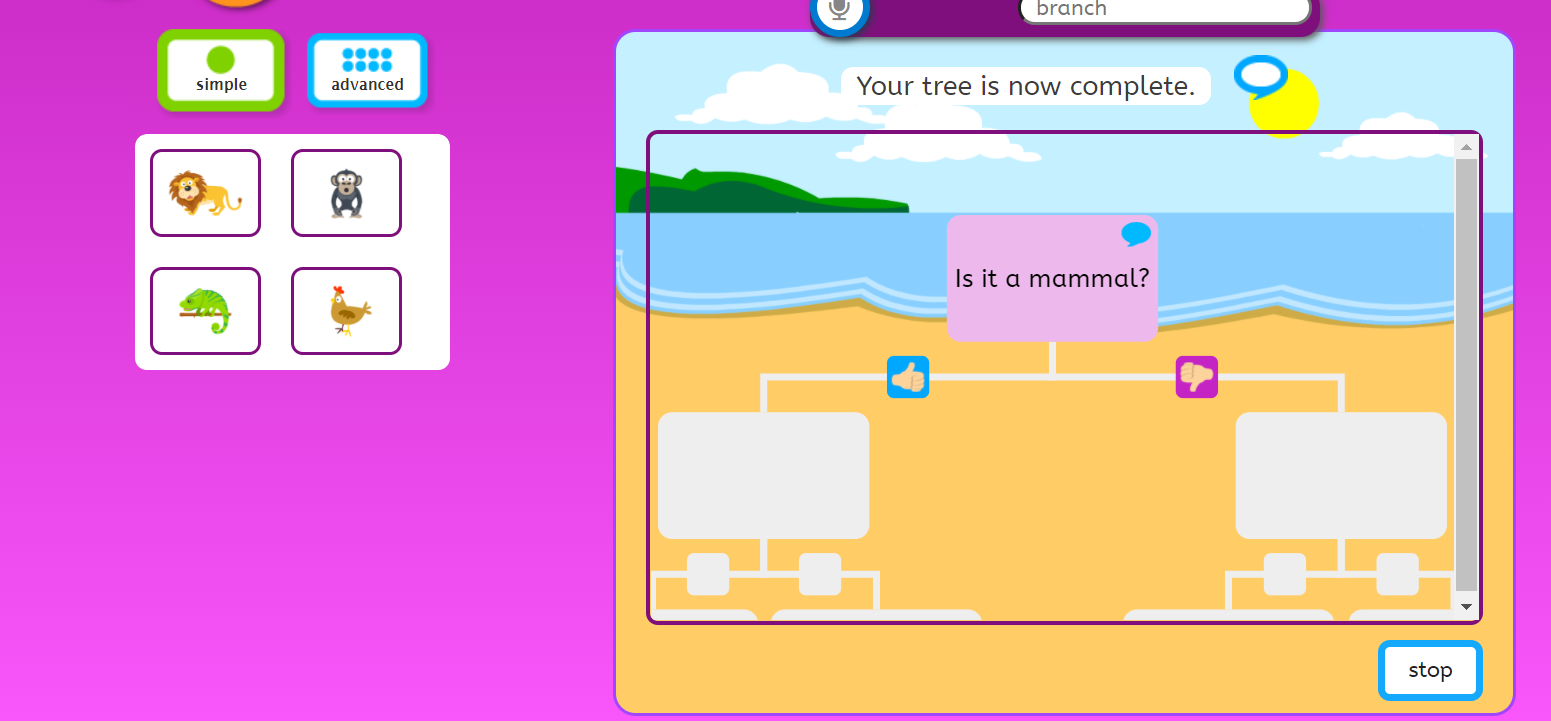 branch
simple
advanced
Your tree is now complete.
Is it a mammal?
stop